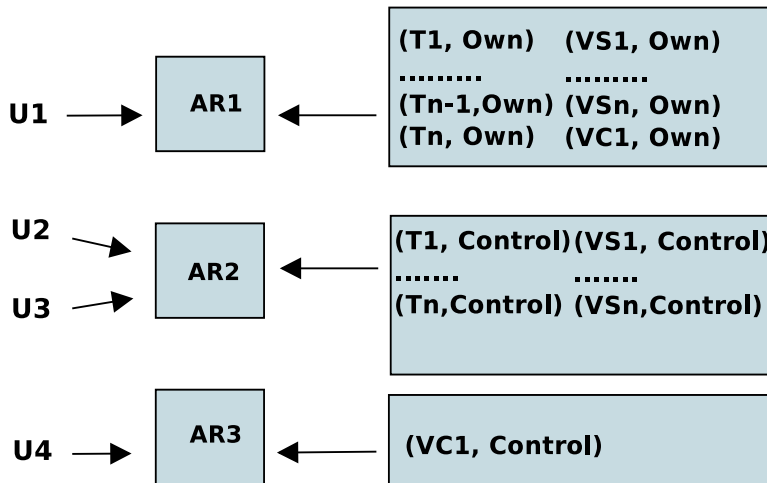 U1
AR1
(T1, Own) (VS1, Own)
......... .........
(Tn-1,Own) (VSn, Own)
(Tn, Own) (VC1, Own)
U2
U3
AR2
(T1, Control) (VS1, Control)
....... .......
(Tn,Control) (VSn,Control)
U4
AR3
(VC1, Control)